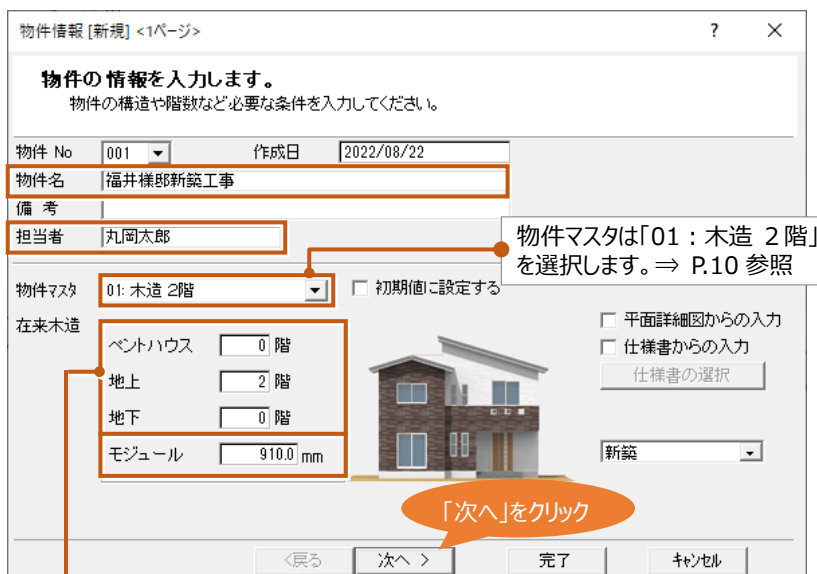 物件情報 [新規] <1ページ> ? ×
物件の情報を入力します。
物件の構造や階数など必要な条件を入力してください。
物件 No 001 作成日 2022/08/22
物件名 福井様邸新築工事
備 考
担当者 丸岡太郎
物件マスタは「01：木造 2階」
を選択します。⇒ P.10 参照
物件マスタ 01: 木造 2階 初期値に設定する
在来木造
平面詳細図からの入力
仕様書からの入力
仕様書の選択
ペントハウス 0 階
地上 2 階
地下 0 階
モジュール 910.0 mm
新築
「次へ」をクリック
<戻る 次へ > 完了 キャンセル